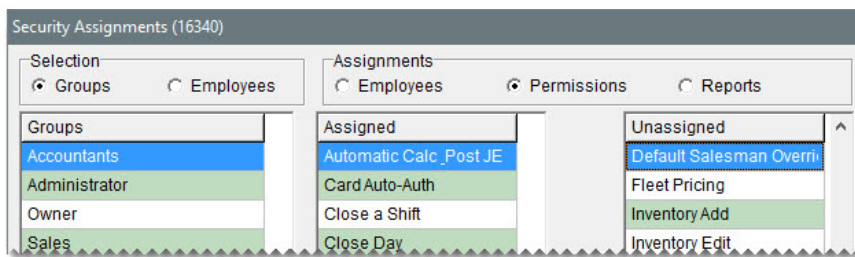 Security Assignments (16340)
Selection Assignments
Groups Employees Employees Permissions Reports
Groups Assigned Unassigned
Accountants Automatic Calc_Post JE Default Salesman Overri
Administrator Card Auto-Auth Fleet Pricing
Owner Close a Shift Inventory Add
Sales Close Day Inventory Edit